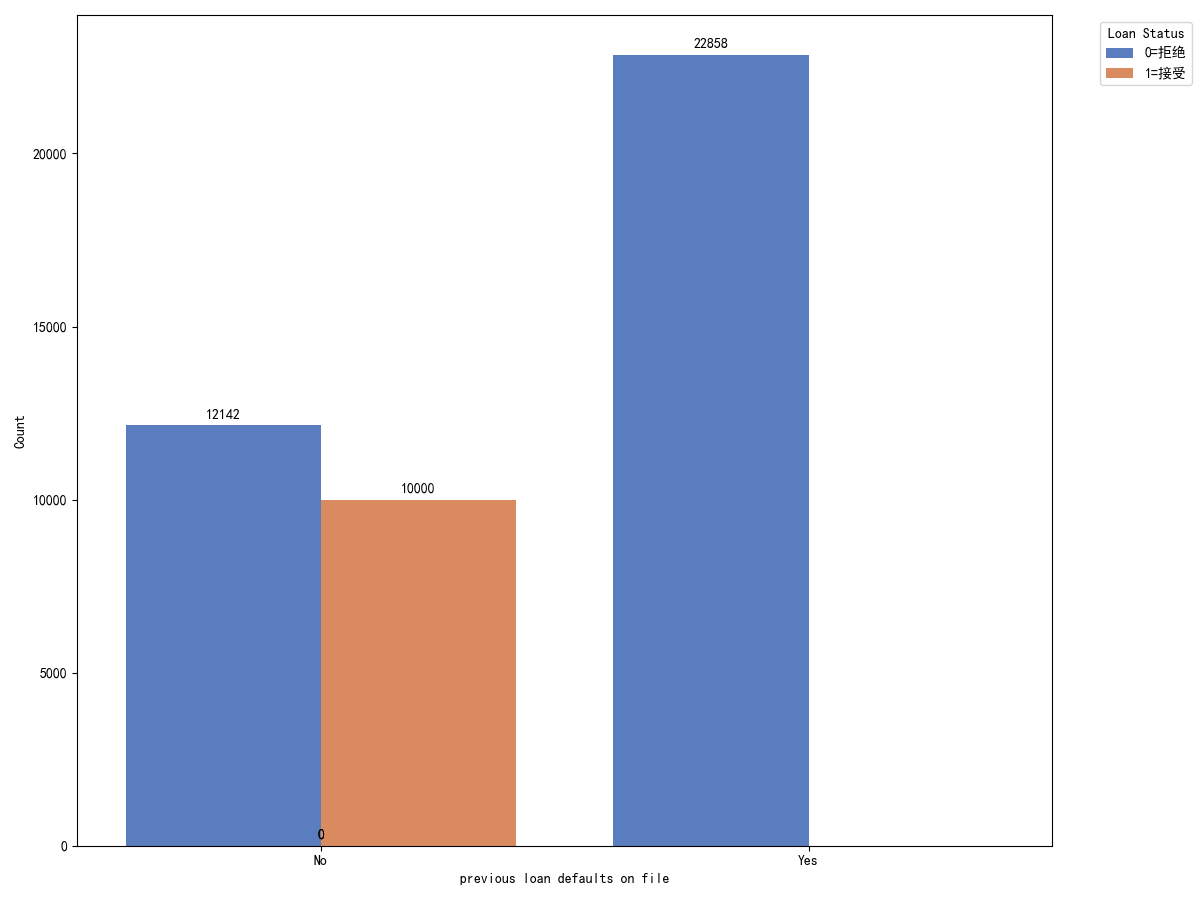 22858
Loan Status
0=拒绝
1=接受
20000
15000
12142
Count
10000
10000
5000
0
0
No
Yes
previous loan defaults on file